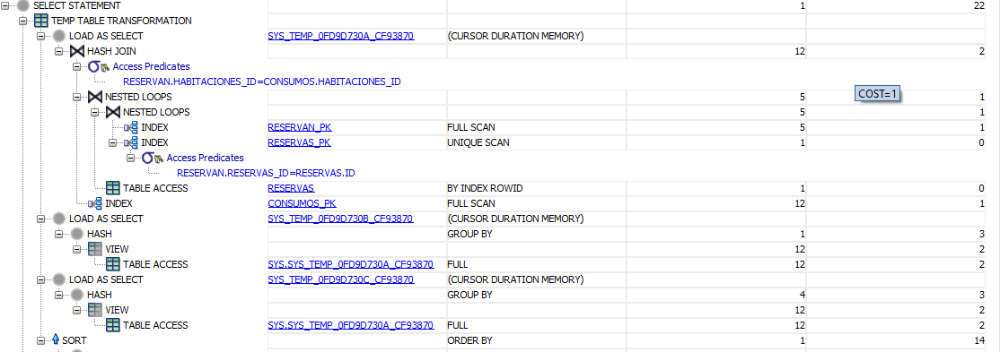 SELECT STATEMENT 1 22
TEMP TABLE TRANSFORMATION
LOAD AS SELECT SYS_TEMP_0FD9D730A_CF93870 (CURSOR DURATION MEMORY)
HASH JOIN 12 2
Access Predicates
RESERVAN.HABITACIONES_ID=CONSUMOS.HABITACIONES_ID
NESTED LOOPS 5 COST=1 1
NESTED LOOPS 5 1
INDEX RESERVAN_PK FULL SCAN 5 1
INDEX RESERVAS_PK UNIQUE SCAN 1 0
Access Predicates
RESERVAN.RESERVAS_ID=RESERVAS.ID
TABLE ACCESS RESERVAS BY INDEX ROWID 1 0
INDEX CONSUMOS_PK FULL SCAN 12 1
LOAD AS SELECT SYS_TEMP_0FD9D730B_CF93870 (CURSOR DURATION MEMORY)
HASH GROUP BY 1 3
VIEW 12 2
TABLE ACCESS SYS.SYS_TEMP_0FD9D730A_CF93870 FULL 12 2
LOAD AS SELECT SYS_TEMP_0FD9D730C_CF93870 (CURSOR DURATION MEMORY)
HASH GROUP BY 4 3
VIEW 12 2
TABLE ACCESS SYS.SYS_TEMP_0FD9D730A_CF93870 FULL 12 2
SORT ORDER BY 1 14